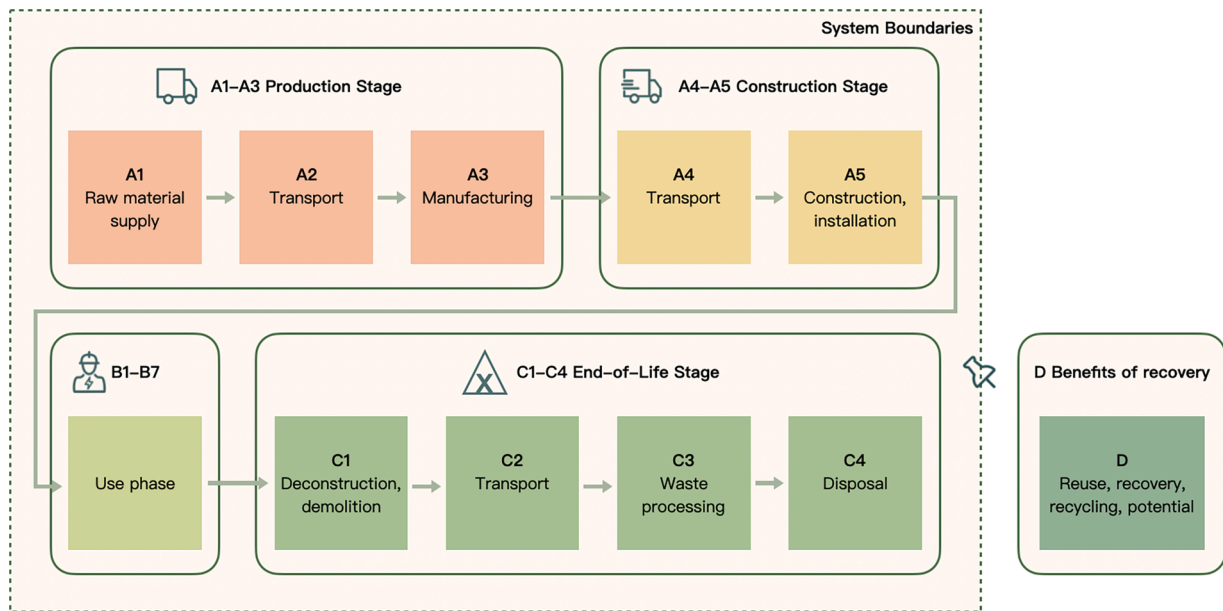 System Boundaries
A1–A3 Production Stage
A1
Raw material
supply
A2
Transport
A3
Manufacturing
A4–A5 Construction Stage
A4
Transport
A5
Construction,
installation
B1–B7
Use phase
C1–C4 End-of-Life Stage
X
C1
Deconstruction,
demolition
C2
Transport
C3
Waste
processing
C4
Disposal
D Benefits of recovery
D
Reuse, recovery,
recycling, potential